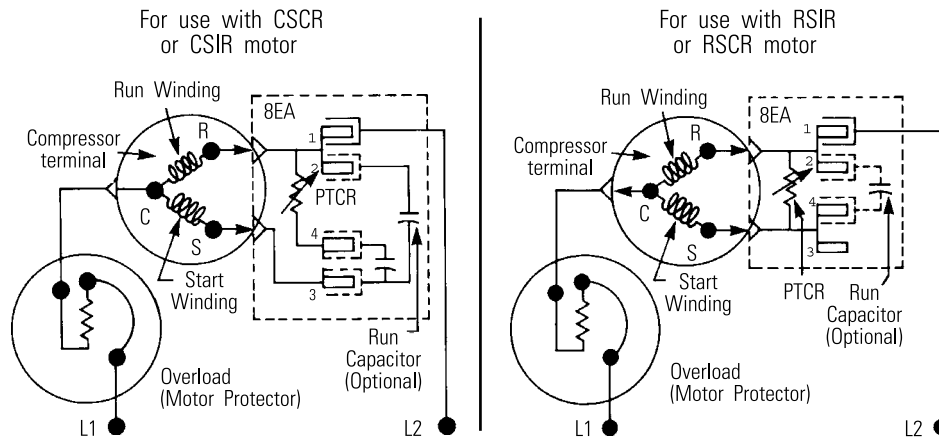 For use with CSCR
or CSIR motor
Run Winding
8EA
Compressor
terminal
R
1
2
PTCR
C
S
4
3
Start
Winding
Run
Capacitor
(Optional)
Overload
(Motor Protector)
L1
L2
For use with RSIR
or RSCR motor
Run Winding
8EA
Compressor
terminal
R
1
2
C
S
4
3
Start
Winding
PTCR
Run
Capacitor
(Optional)
Overload
(Motor Protector)
L1
L2